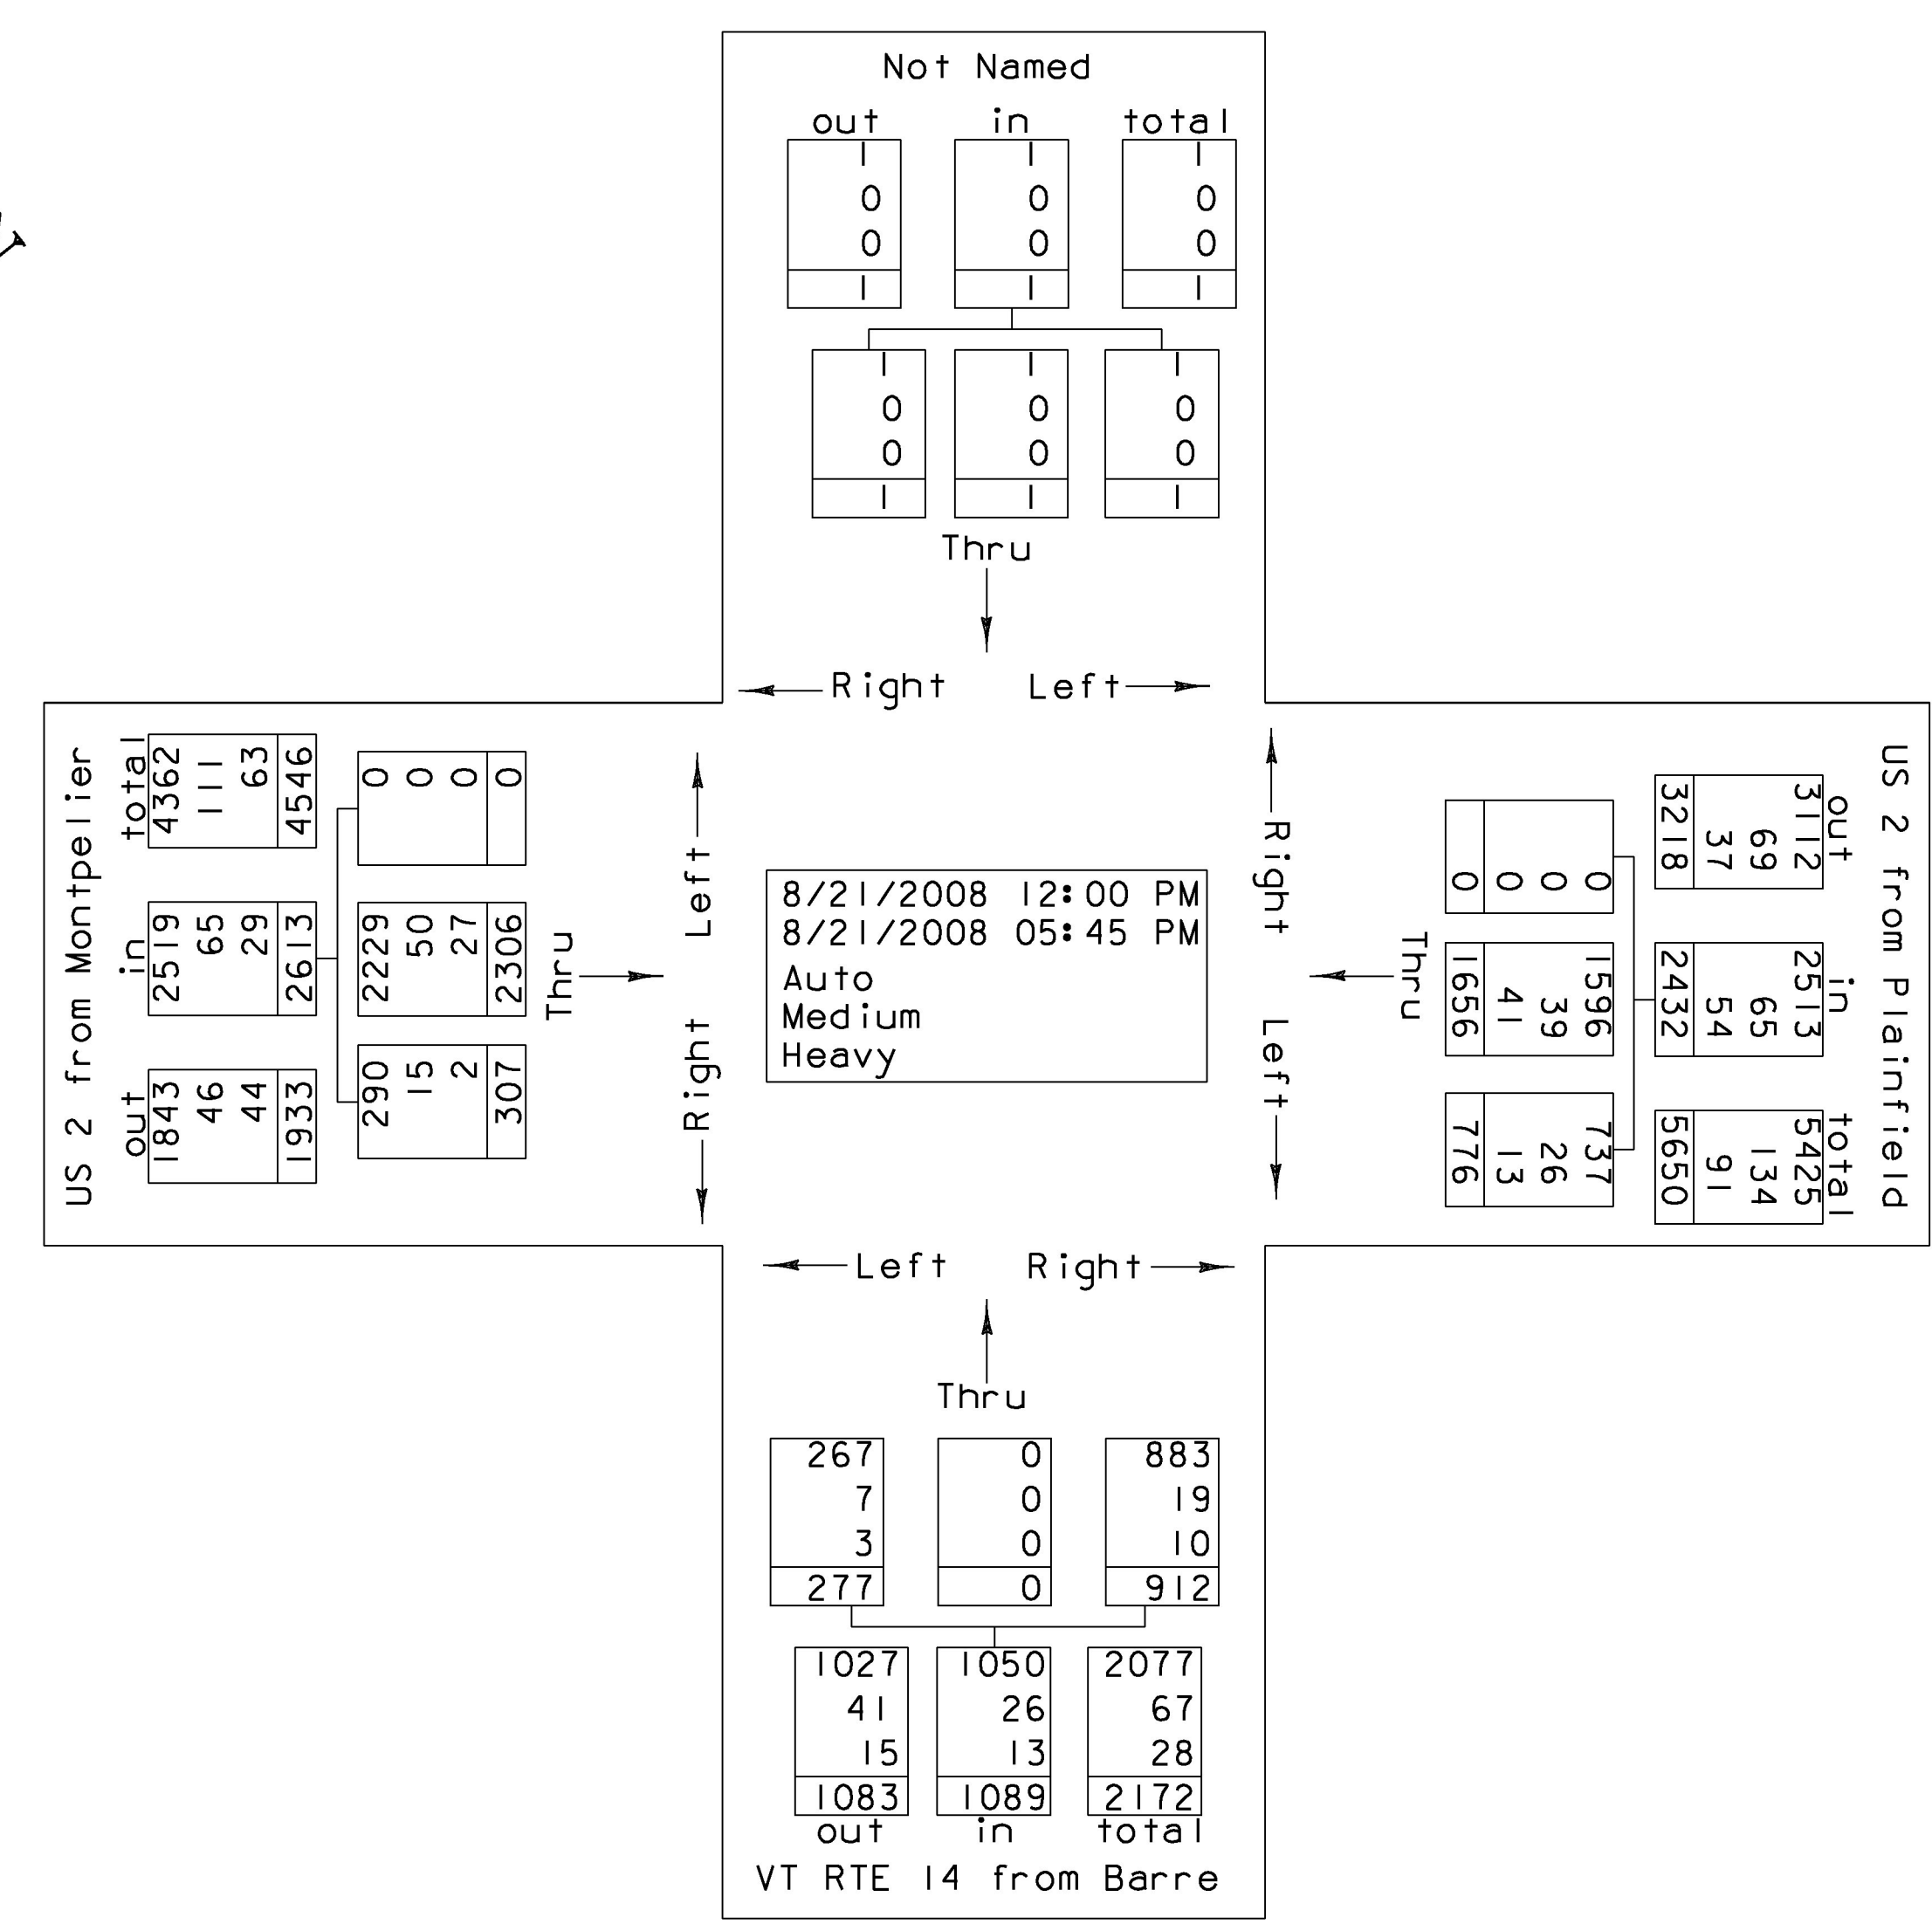 Not Named
out in total
1 1 1
0 0 0
0 0 0
1 1 1
1 1 1
0 0 0
0 0 0
1 1 1
Thru
Right Left
US 2 from Montpelier
total in out
4362 2519 1843
111 65 46
63 29 44
4546 2613 1933
0 2229 290
0 50 15
0 27 2
0 2306 307
Thru
Left Right
8/21/2008 12:00 PM
8/21/2008 05:45 PM
Auto
Medium
Heavy
US 2 from Plainfield
out in total
3112 2513 5425
69 65 134
37 54 91
3218 2432 5650
0 1596 737
0 39 26
0 41 13
0 1656 776
Thru
Right Left
Left Right
Thru
267 0 883
7 0 19
3 0 10
277 0 912
1027 1050 2077
41 26 67
15 13 28
1083 1089 2172
out in total
VT RTE 14 from Barre